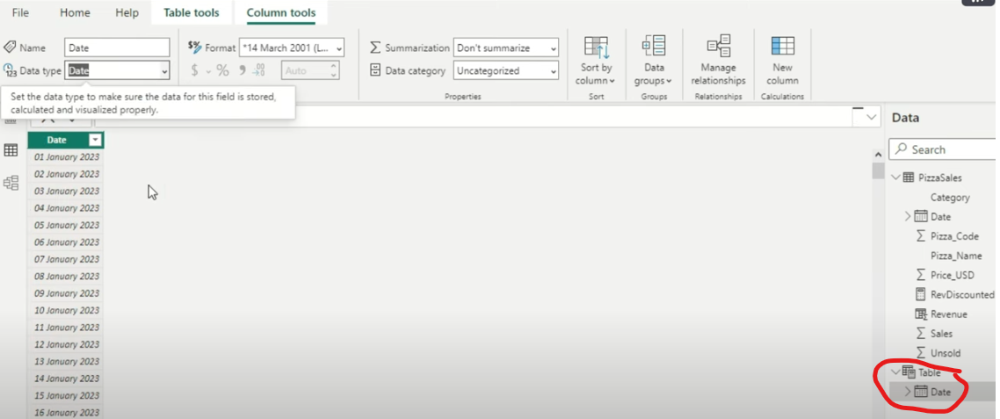 File Home Help Table tools Column tools
Name Date
Format *14 March 2001 (L...
Summarization Don't summarize
Data type Date
$ % 9 .00 Auto
Data category Uncategorized
Sort by column
Data groups
Manage relationships
New column
Properties Sort Groups Relationships Calculations
Set the data type to make sure the data for this field is stored,
calculated and visualized properly.
Data
Search
Date
01 January 2023
02 January 2023
03 January 2023
04 January 2023
05 January 2023
06 January 2023
07 January 2023
08 January 2023
09 January 2023
10 January 2023
11 January 2023
12 January 2023
13 January 2023
14 January 2023
15 January 2023
16 January 2023
PizzaSales
Category
Date
Pizza_Code
Pizza_Name
Price_USD
RevDiscounted
Revenue
Sales
Unsold
Table
Date